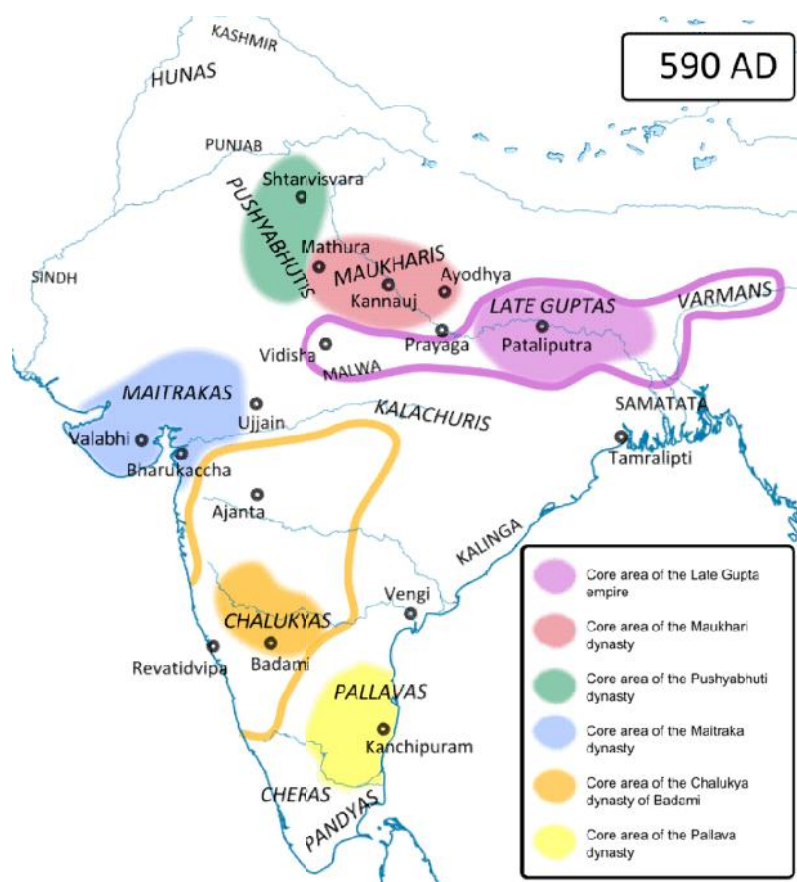 KASHMIR
590 AD
HUNAS
PUNJAB
Shtarvisvara
PUSHYABHUTIS
Mathura
MAUKHARIS
Ayodhya
SINDH
Kannauj
VARMANS
LATE GUPTAS
Prayaga
Pataliputra
Vidisha
MALWA
MAITRAKAS
SAMATATA
Ujjain
KALACHURIS
Valabhi
Bharukaccha
Tamralipti
Ajanta
KALINGA
Vengi
CHALUKYAS
Badami
Revatidvipa
PALLAVAS
Kanchipuram
CHERAS
PANDYAS
Core area of the Late Gupta
empire
Core area of the Maukhari
dynasty
Core area of the Pushyabhuti
dynasty
Core area of the Maitraka
dynasty
Core area of the Chalukya
dynasty of Badami
Core area of the Pallava
dynasty